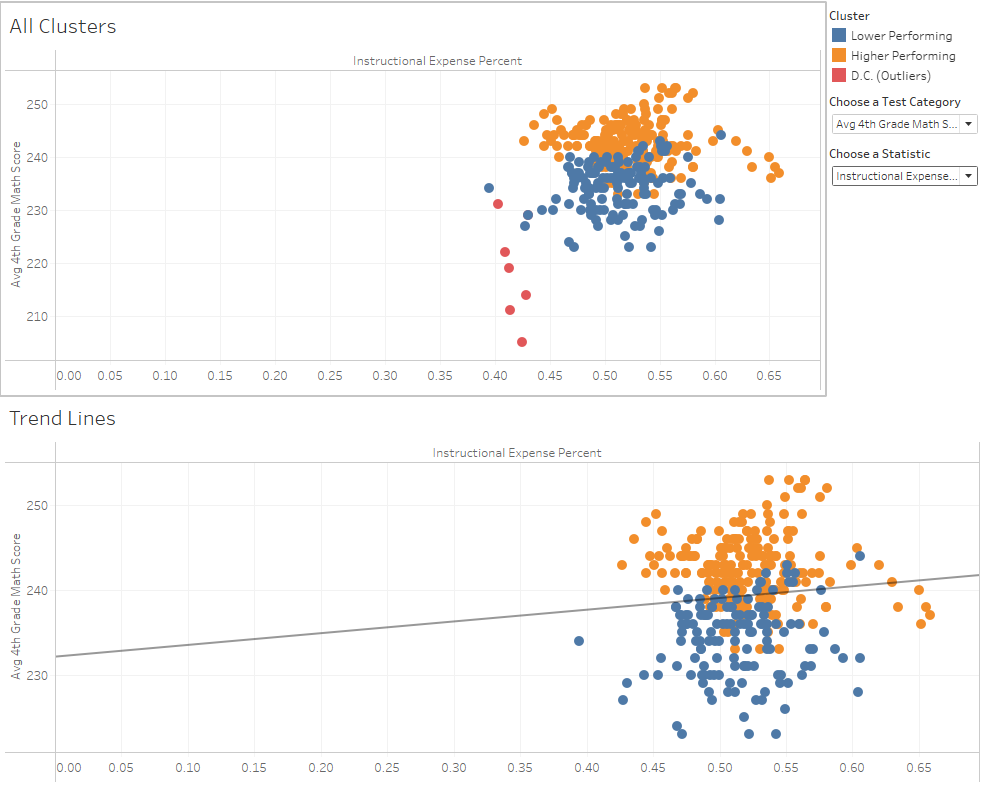 All Clusters
Instructional Expense Percent
Avg 4th Grade Math Score
250
240
230
220
210
0.00 0.05 0.10 0.15 0.20 0.25 0.30 0.35 0.40 0.45 0.50 0.55 0.60 0.65
Cluster
Lower Performing
Higher Performing
D.C. (Outliers)
Choose a Test Category
Avg 4th Grade Math S...
Choose a Statistic
Instructional Expense...
Trend Lines
Instructional Expense Percent
Avg 4th Grade Math Score
250
240
230
0.00 0.05 0.10 0.15 0.20 0.25 0.30 0.35 0.40 0.45 0.50 0.55 0.60 0.65